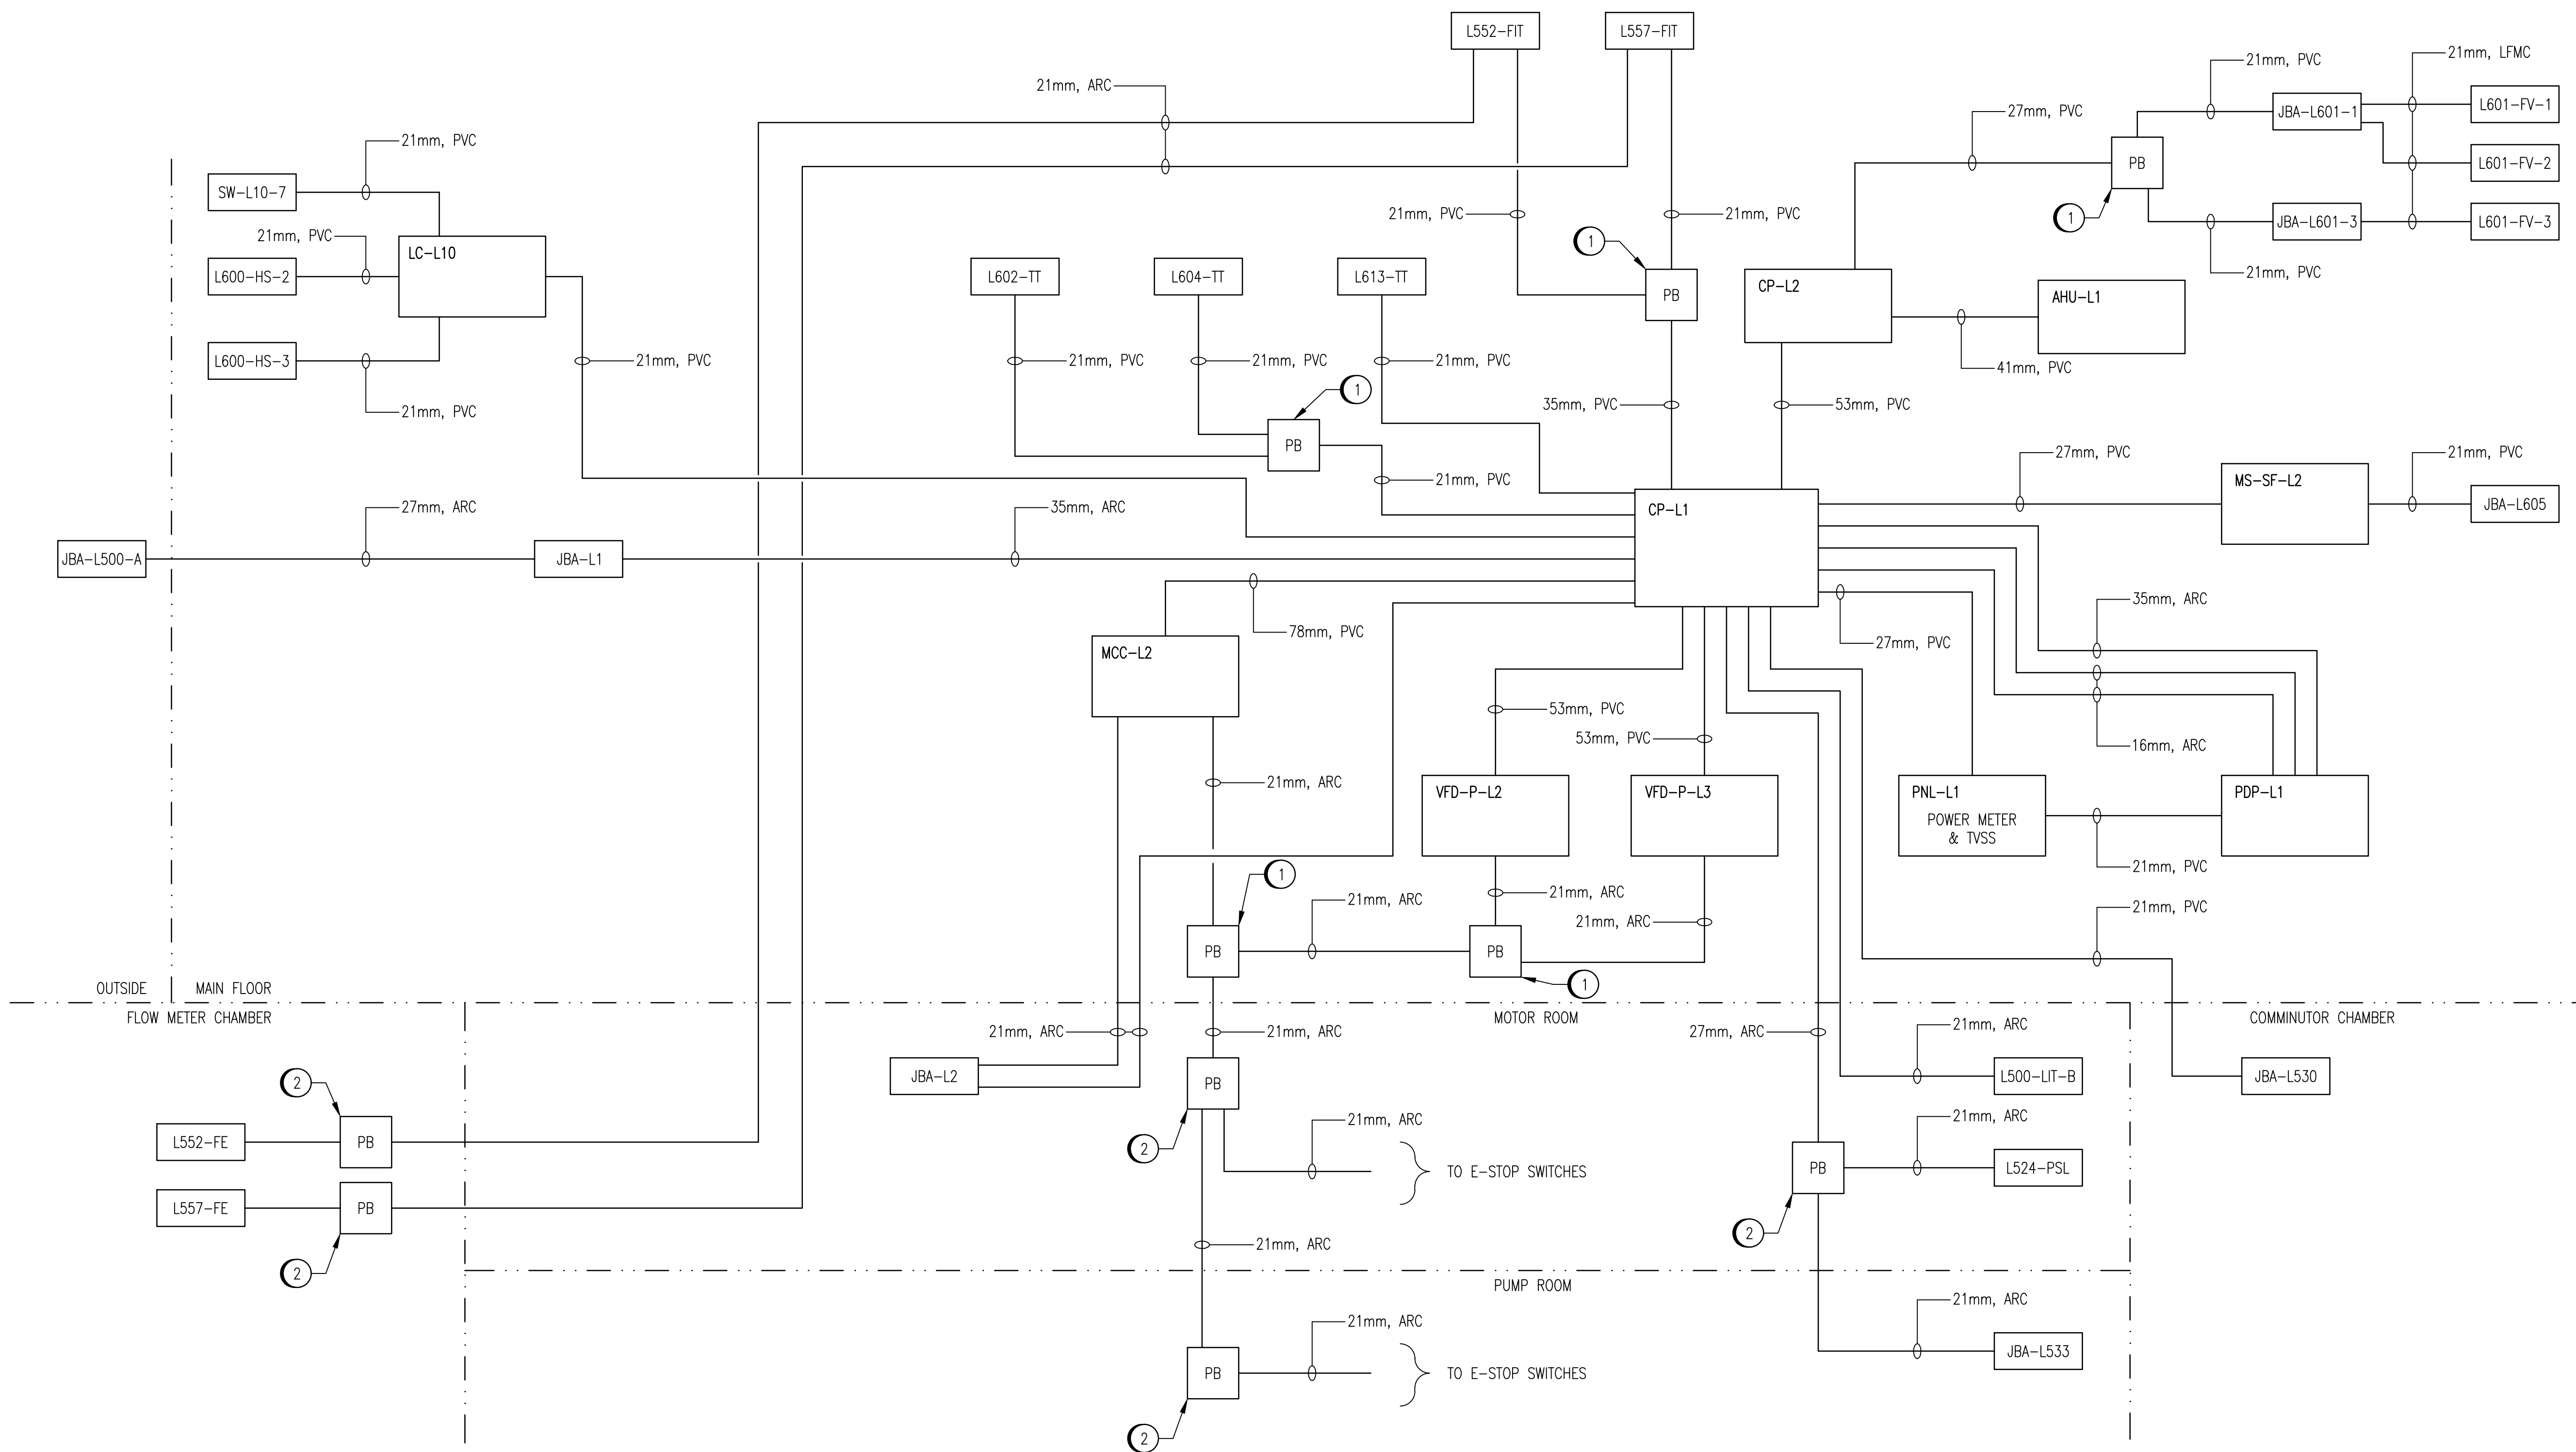 L552-FIT
L557-FIT
21mm, ARC
21mm, PVC
21mm, LFMC
27mm, PVC
JBA-L601-1
L601-FV-1
PB
L601-FV-2
1
JBA-L601-3
L601-FV-3
21mm, PVC
21mm, PVC
SW-L10-7
21mm, PVC
L600-HS-2
LC-L10
L600-HS-3
21mm, PVC
21mm, PVC
21mm, PVC
21mm, PVC
1
PB
L602-TT
L604-TT
L613-TT
21mm, PVC
21mm, PVC
21mm, PVC
1
PB
21mm, PVC
35mm, PVC
CP-L2
AHU-L1
41mm, PVC
53mm, PVC
27mm, PVC
MS-SF-L2
21mm, PVC
JBA-L605
JBA-L500-A
27mm, ARC
JBA-L1
35mm, ARC
CP-L1
78mm, PVC
MCC-L2
27mm, PVC
35mm, ARC
16mm, ARC
53mm, PVC
53mm, PVC
21mm, ARC
VFD-P-L2
VFD-P-L3
PNL-L1
POWER METER
& TVSS
PDP-L1
21mm, PVC
1
21mm, ARC
21mm, ARC
21mm, ARC
PB
PB
1
21mm, PVC
OUTSIDE
MAIN FLOOR
FLOW METER CHAMBER
MOTOR ROOM
COMMINUTOR CHAMBER
21mm, ARC
21mm, ARC
27mm, ARC
21mm, ARC
JBA-L2
PB
2
L500-LIT-B
JBA-L530
2
L552-FE
PB
21mm, ARC
TO E-STOP SWITCHES
21mm, ARC
PB
L524-PSL
2
L557-FE
PB
2
21mm, ARC
PUMP ROOM
21mm, ARC
21mm, ARC
JBA-L533
PB
TO E-STOP SWITCHES
2